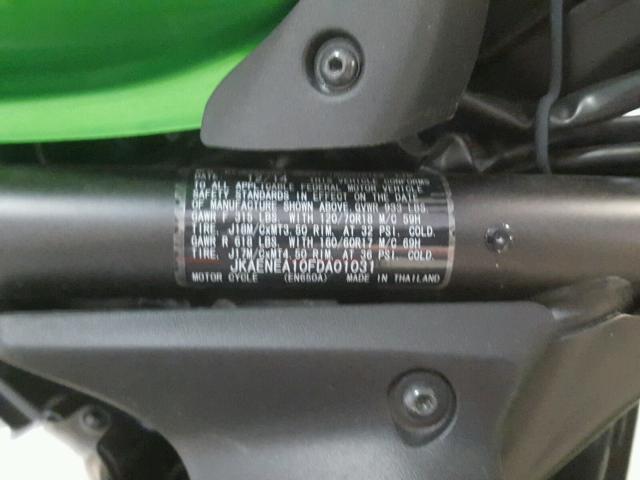 12/14
THIS VEHICLE CONFORMS
TO ALL APPLICABLE FEDERAL MOTOR VEHICLE
SAFETY STANDARDS IN EFFECT ON THE DATE
OF MANUFACTURE SHOWN ABOVE. GVWR 893 LBS
GAWR F 315 LBS. WITH 120/70R18 M/C 59H
TIRE, J18M/CxMT3.50 RIM, AT 32 PSI. COLD.
GAWR R 618 LBS. WITH 160/60R17 M/C 69H
TIRE, J17M/CxMT4.50 RIM, AT 36 PSI. COLD.
JKAENEA10FDA01031
MOTOR CYCLE (EN650A) MADE IN THAILAND